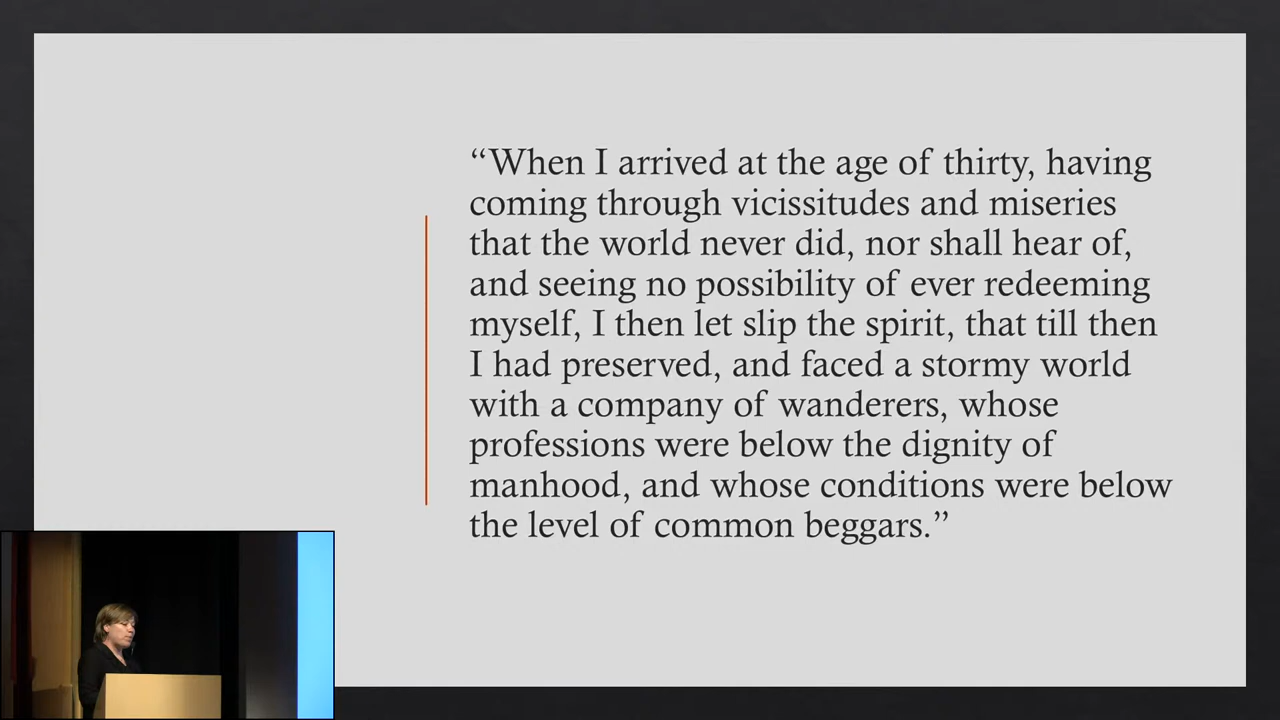 “When I arrived at the age of thirty, having
coming through vicissitudes and miseries
that the world never did, nor shall hear of,
and seeing no possibility of ever redeeming
myself, I then let slip the spirit, that till then
I had preserved, and faced a stormy world
with a company of wanderers, whose
professions were below the dignity of
manhood, and whose conditions were below
the level of common beggars.”